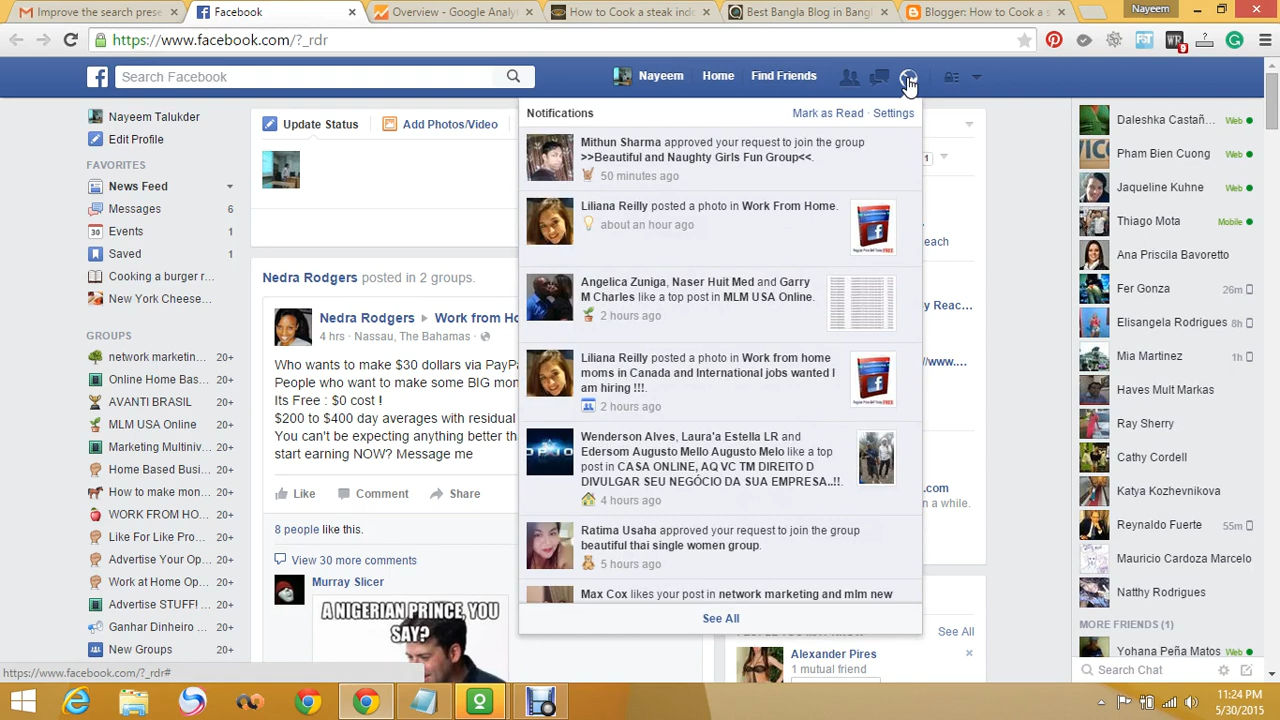 Improve the search prese
Facebook
Overview - Google Analyt
How to Cook a steak indo
Best Bangla Blog in Bang
Blogger: How to Cook a s
Nayeem
https://www.facebook.com/?_rdr
Search Facebook
Nayeem
Home
Find Friends
Nayeem Talukder
Edit Profile
FAVORITES
News Feed
Messages 6
Events 1
Saved 1
Cooking a burger r...
New York Cheese...
GROUPS
network marketin... 20+
Online Home Bas... 20+
AVANTI BRASIL 20+
MLM USA Online 20+
Marketing Multiniv... 20+
Home Based Busi... 20+
How to make mon... 20+
WORK FROM HO... 20+
Like For Like Pro... 20+
Advertise Your Op... 20+
Work at Home Op... 20+
Advertise STUFF! ... 20+
Ganhar Dinheiro ... 20+
New Groups 20+
https://www.facebook.com/?_rdr#
Update Status
Add Photos/Video
Nedra Rodgers posted in 2 groups.
Nedra Rodgers ▸ Work from Ho
4 hrs · Nassau, The Bahamas ·
Who wants to make $30 dollars via PayPa
People who want to make some BIG mon
Its Free : $0 cost !
$200 to $400 day averages with residual
You can't be expecting anything better tha
start earning NOW. Message me
Like
Comment
Share
8 people like this.
View 30 more comments
Murray Slicer
A NIGERIAN PRINCE, YOU
SAY?
Notifications
Mark as Read · Settings
Mithun Sharma approved your request to join the group
>>Beautiful and Naughty Girls Fun Group<<.
50 minutes ago
Liliana Reilly posted a photo in Work From Home.
about an hour ago
Angelica Zuniga, Naser Huit Med and Garry
M Charles like a top post in MLM USA Online.
2 hours ago
Liliana Reilly posted a photo in Work from home
moms in Canada and International jobs wanted I
am hiring !!!
2 hours ago
Wenderson Alves, Laura'a Estella LR and
Edersom Augusto Mello Augusto Melo like a top
post in CASA ONLINE, AQ VC TM DIREITO D
DIVULGAR SEU NEGÓCIO DA SUA EMPRESA..!!.
4 hours ago
Ratima Usana approved your request to join the group
beautiful thai single women group.
5 hours ago
Max Cox likes your post in network marketing and mlm new
See All
1
each
y Reac...
//www....
.com
n a while.
See All
Alexander Pires
1 mutual friend
Daleshka Castañ... Web
Pham Bien Cuong Web
Jaqueline Kuhne Web
Thiago Mota Mobile
Ana Priscila Bavoretto
Fer Gonza 26m
Elisangela Rodrigues 8h
Mia Martinez 1h
Haves Mult Markas
Ray Sherry
Cathy Cordell
Katya Kozhevnikova
Reynaldo Fuerte 55m
Mauricio Dacal Marcelo
Natthy Rodrigues
MORE FRIENDS (1)
Yohana Peña Matos Web
Search Chat
11:24 PM
5/30/2015